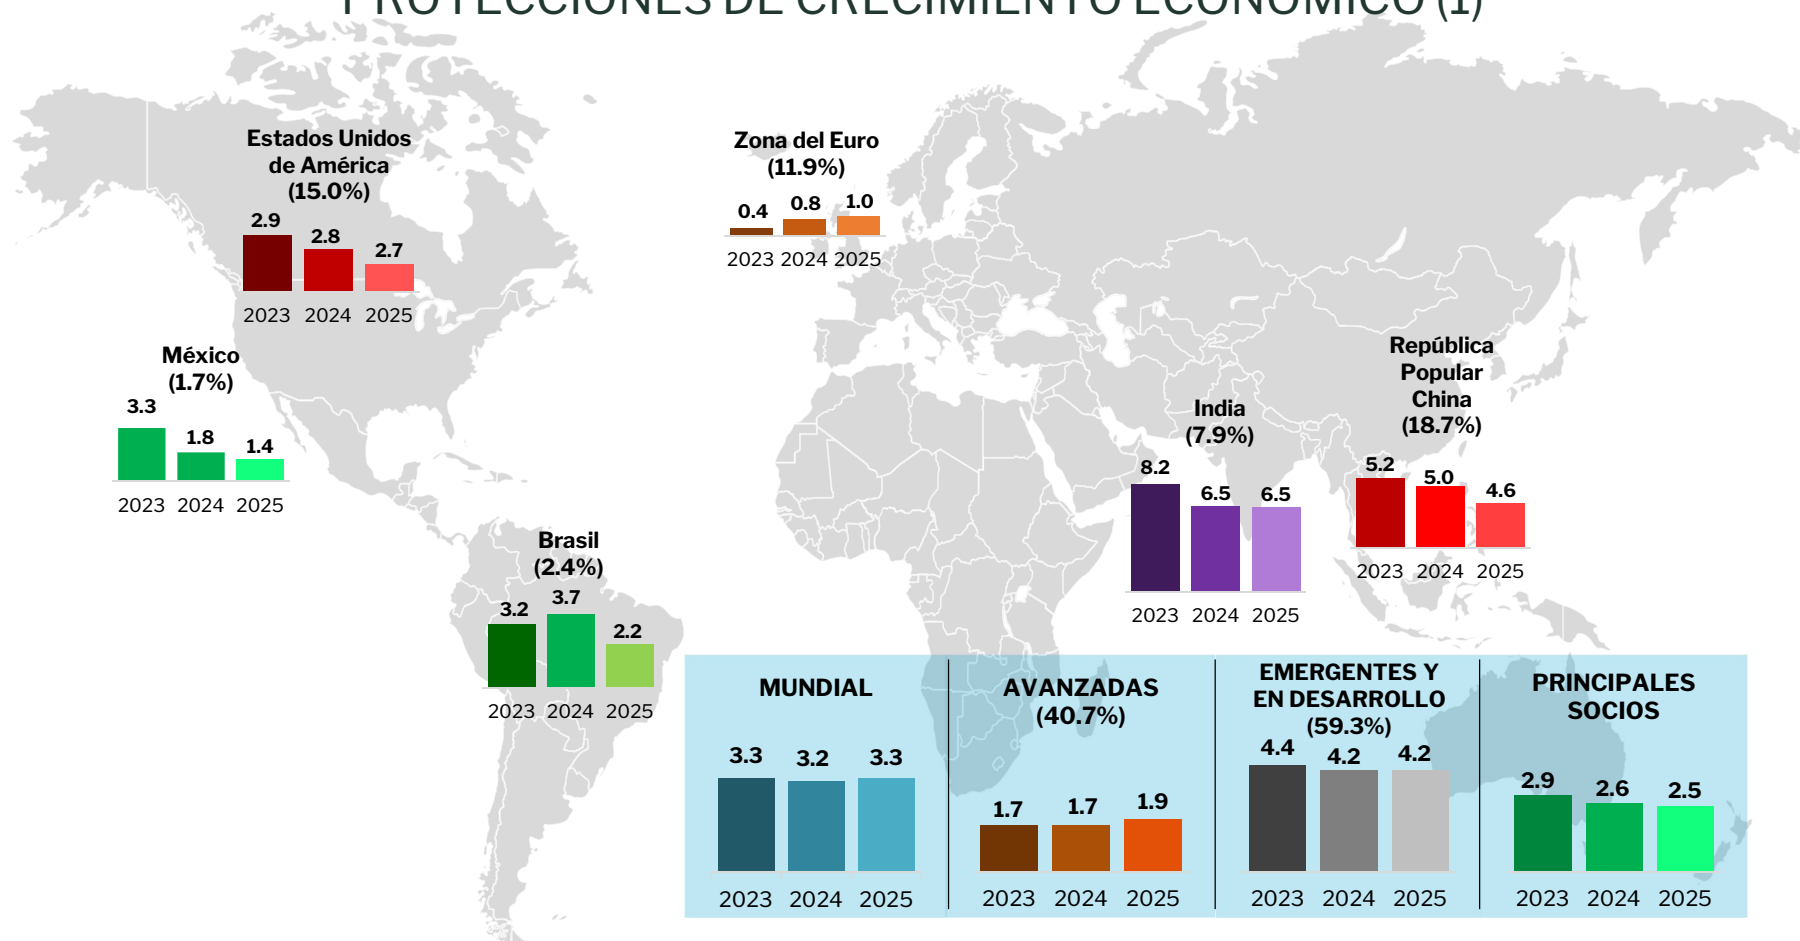 PROYECCIONES DE CRECIMIENTO ECONÓMICO (1)
Estados Unidos
de América
(15.0%)
2.9
2.8
2.7
2023 2024 2025
Zona del Euro
(11.9%)
0.4
0.8
1.0
2023 2024 2025
México
(1.7%)
3.3
1.8
1.4
2023 2024 2025
República
Popular
China
(18.7%)
5.2
5.0
4.6
2023 2024 2025
India
(7.9%)
8.2
6.5
6.5
2023 2024 2025
Brasil
(2.4%)
3.2
3.7
2.2
2023 2024 2025
MUNDIAL
3.3
3.2
3.3
2023 2024 2025
AVANZADAS
(40.7%)
1.7
1.7
1.9
2023 2024 2025
EMERGENTES Y
EN DESARROLLO
(59.3%)
4.4
4.2
4.2
2023 2024 2025
PRINCIPALES
SOCIOS
2.9
2.6
2.5
2023 2024 2025